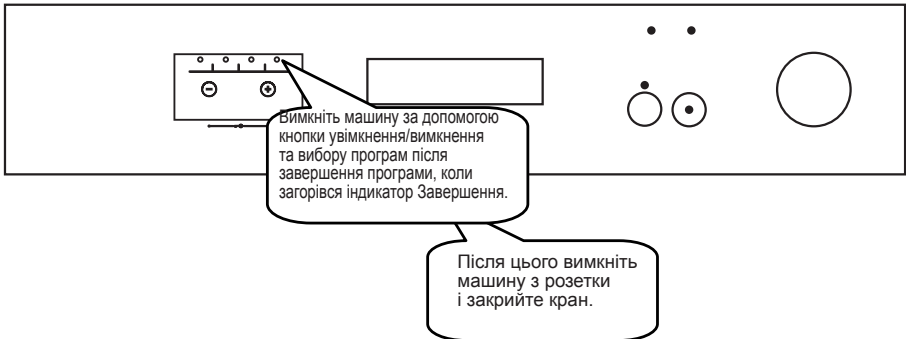 Вимкніть машину за допомогою
кнопки увімкнення/вимкнення
та вибору програм після
завершення програми, коли
загорівся індикатор Завершення.
Після цього вимкніть
машину з розетки
і закрийте кран.